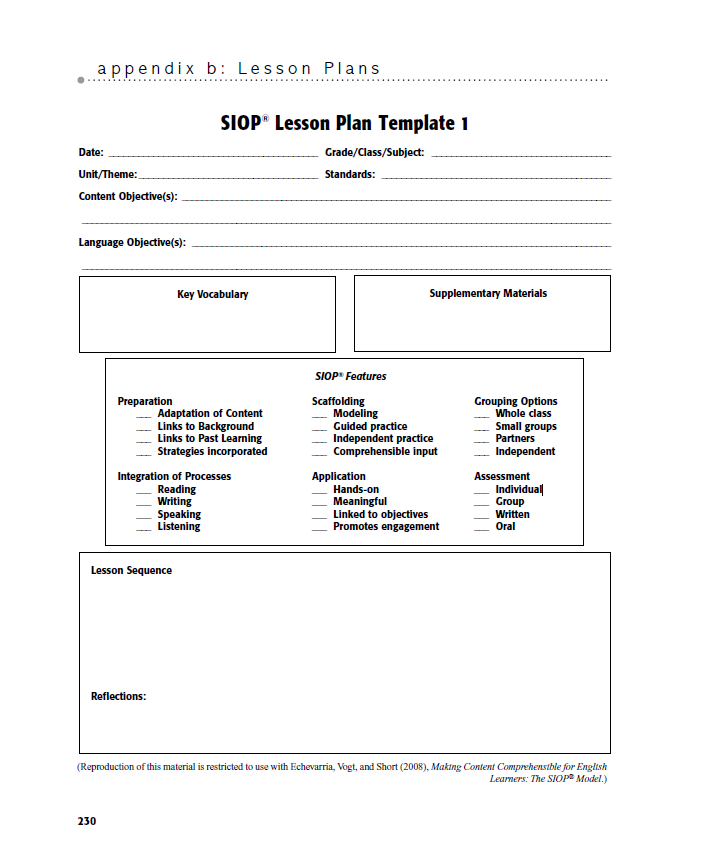 appendix b: Lesson Plans
SIOP® Lesson Plan Template 1
Date: ____ Grade/Class/Subject: ____
Unit/Theme: ____ Standards: ____
Content Objective(s): ____
Language Objective(s): ____
Key Vocabulary
Supplementary Materials
SIOP® Features
Preparation
___ Adaptation of Content
___ Links to Background
___ Links to Past Learning
___ Strategies incorporated
Scaffolding
___ Modeling
___ Guided practice
___ Independent practice
___ Comprehensible input
Grouping Options
___ Whole class
___ Small groups
___ Partners
___ Independent
Integration of Processes
___ Reading
___ Writing
___ Speaking
___ Listening
Application
___ Hands-on
___ Meaningful
___ Linked to objectives
___ Promotes engagement
Assessment
___ Individual
___ Group
___ Written
___ Oral
Lesson Sequence
Reflections:
(Reproduction of this material is restricted to use with Echevarria, Vogt, and Short (2008), Making Content Comprehensible for English
Learners: The SIOP® Model.)
230